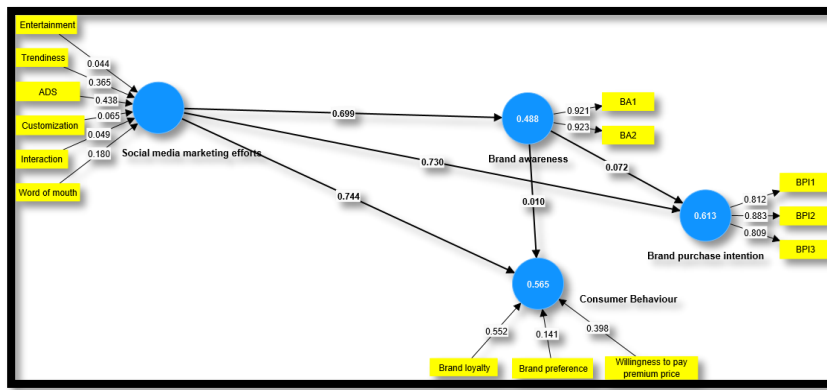 Entertainment
Trendiness
ADS
Customization
Interaction
Word of mouth
0.044
0.365
0.438
0.065
0.049
0.180
Social media marketing efforts
0.699
0.730
0.744
0.488
Brand awareness
0.921
0.923
BA1
BA2
0.072
0.010
0.613
Brand purchase intention
0.812
0.883
0.809
BPI1
BPI2
BPI3
0.565
Consumer Behaviour
0.552
0.141
0.398
Brand loyalty
Brand preference
Willingness to pay
premium price